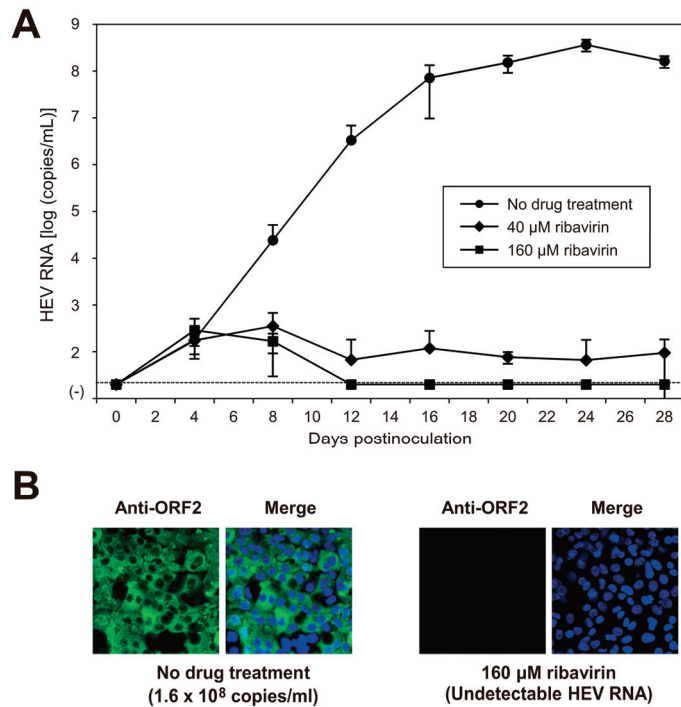 A
HEV RNA [log (copies/mL)]
9
8
7
6
5
4
3
2
(-)
No drug treatment
40 µM ribavirin
160 µM ribavirin
0 2 4 6 8 10 12 14 16 18 20 22 24 26 28
Days postinoculation
B
Anti-ORF2 Merge Anti-ORF2 Merge
No drug treatment
(1.6 x 10⁸ copies/ml)
160 µM ribavirin
(Undetectable HEV RNA)